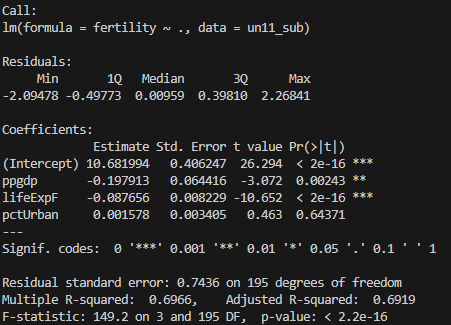 Call:
lm(formula = fertility ~ ., data = un11_sub)
Residuals:
Min 1Q Median 3Q Max
-2.09478 -0.49773 0.00959 0.39810 2.26841
Coefficients:
Estimate Std. Error t value Pr(>|t|)
(Intercept) 10.681994 0.406247 26.294 < 2e-16 ***
ppgdp -0.197913 0.064416 -3.072 0.00243 **
lifeExpF -0.087656 0.008229 -10.652 < 2e-16 ***
pctUrban 0.001578 0.003405 0.463 0.64371
---
Signif. codes: 0 '***' 0.001 '**' 0.01 '*' 0.05 '.' 0.1 ' ' 1
Residual standard error: 0.7436 on 195 degrees of freedom
Multiple R-squared: 0.6966, Adjusted R-squared: 0.6919
F-statistic: 149.2 on 3 and 195 DF, p-value: < 2.2e-16